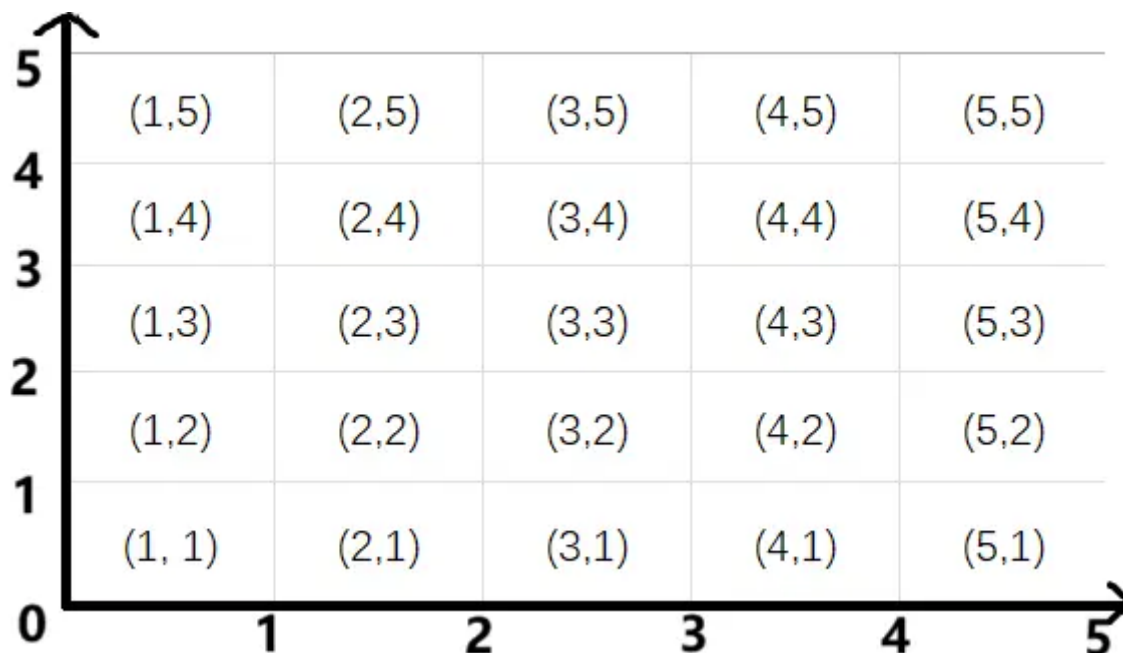 5
(1,5) (2,5) (3,5) (4,5) (5,5)
4
(1,4) (2,4) (3,4) (4,4) (5,4)
3
(1,3) (2,3) (3,3) (4,3) (5,3)
2
(1,2) (2,2) (3,2) (4,2) (5,2)
1
(1, 1) (2,1) (3,1) (4,1) (5,1)
0 1 2 3 4 5